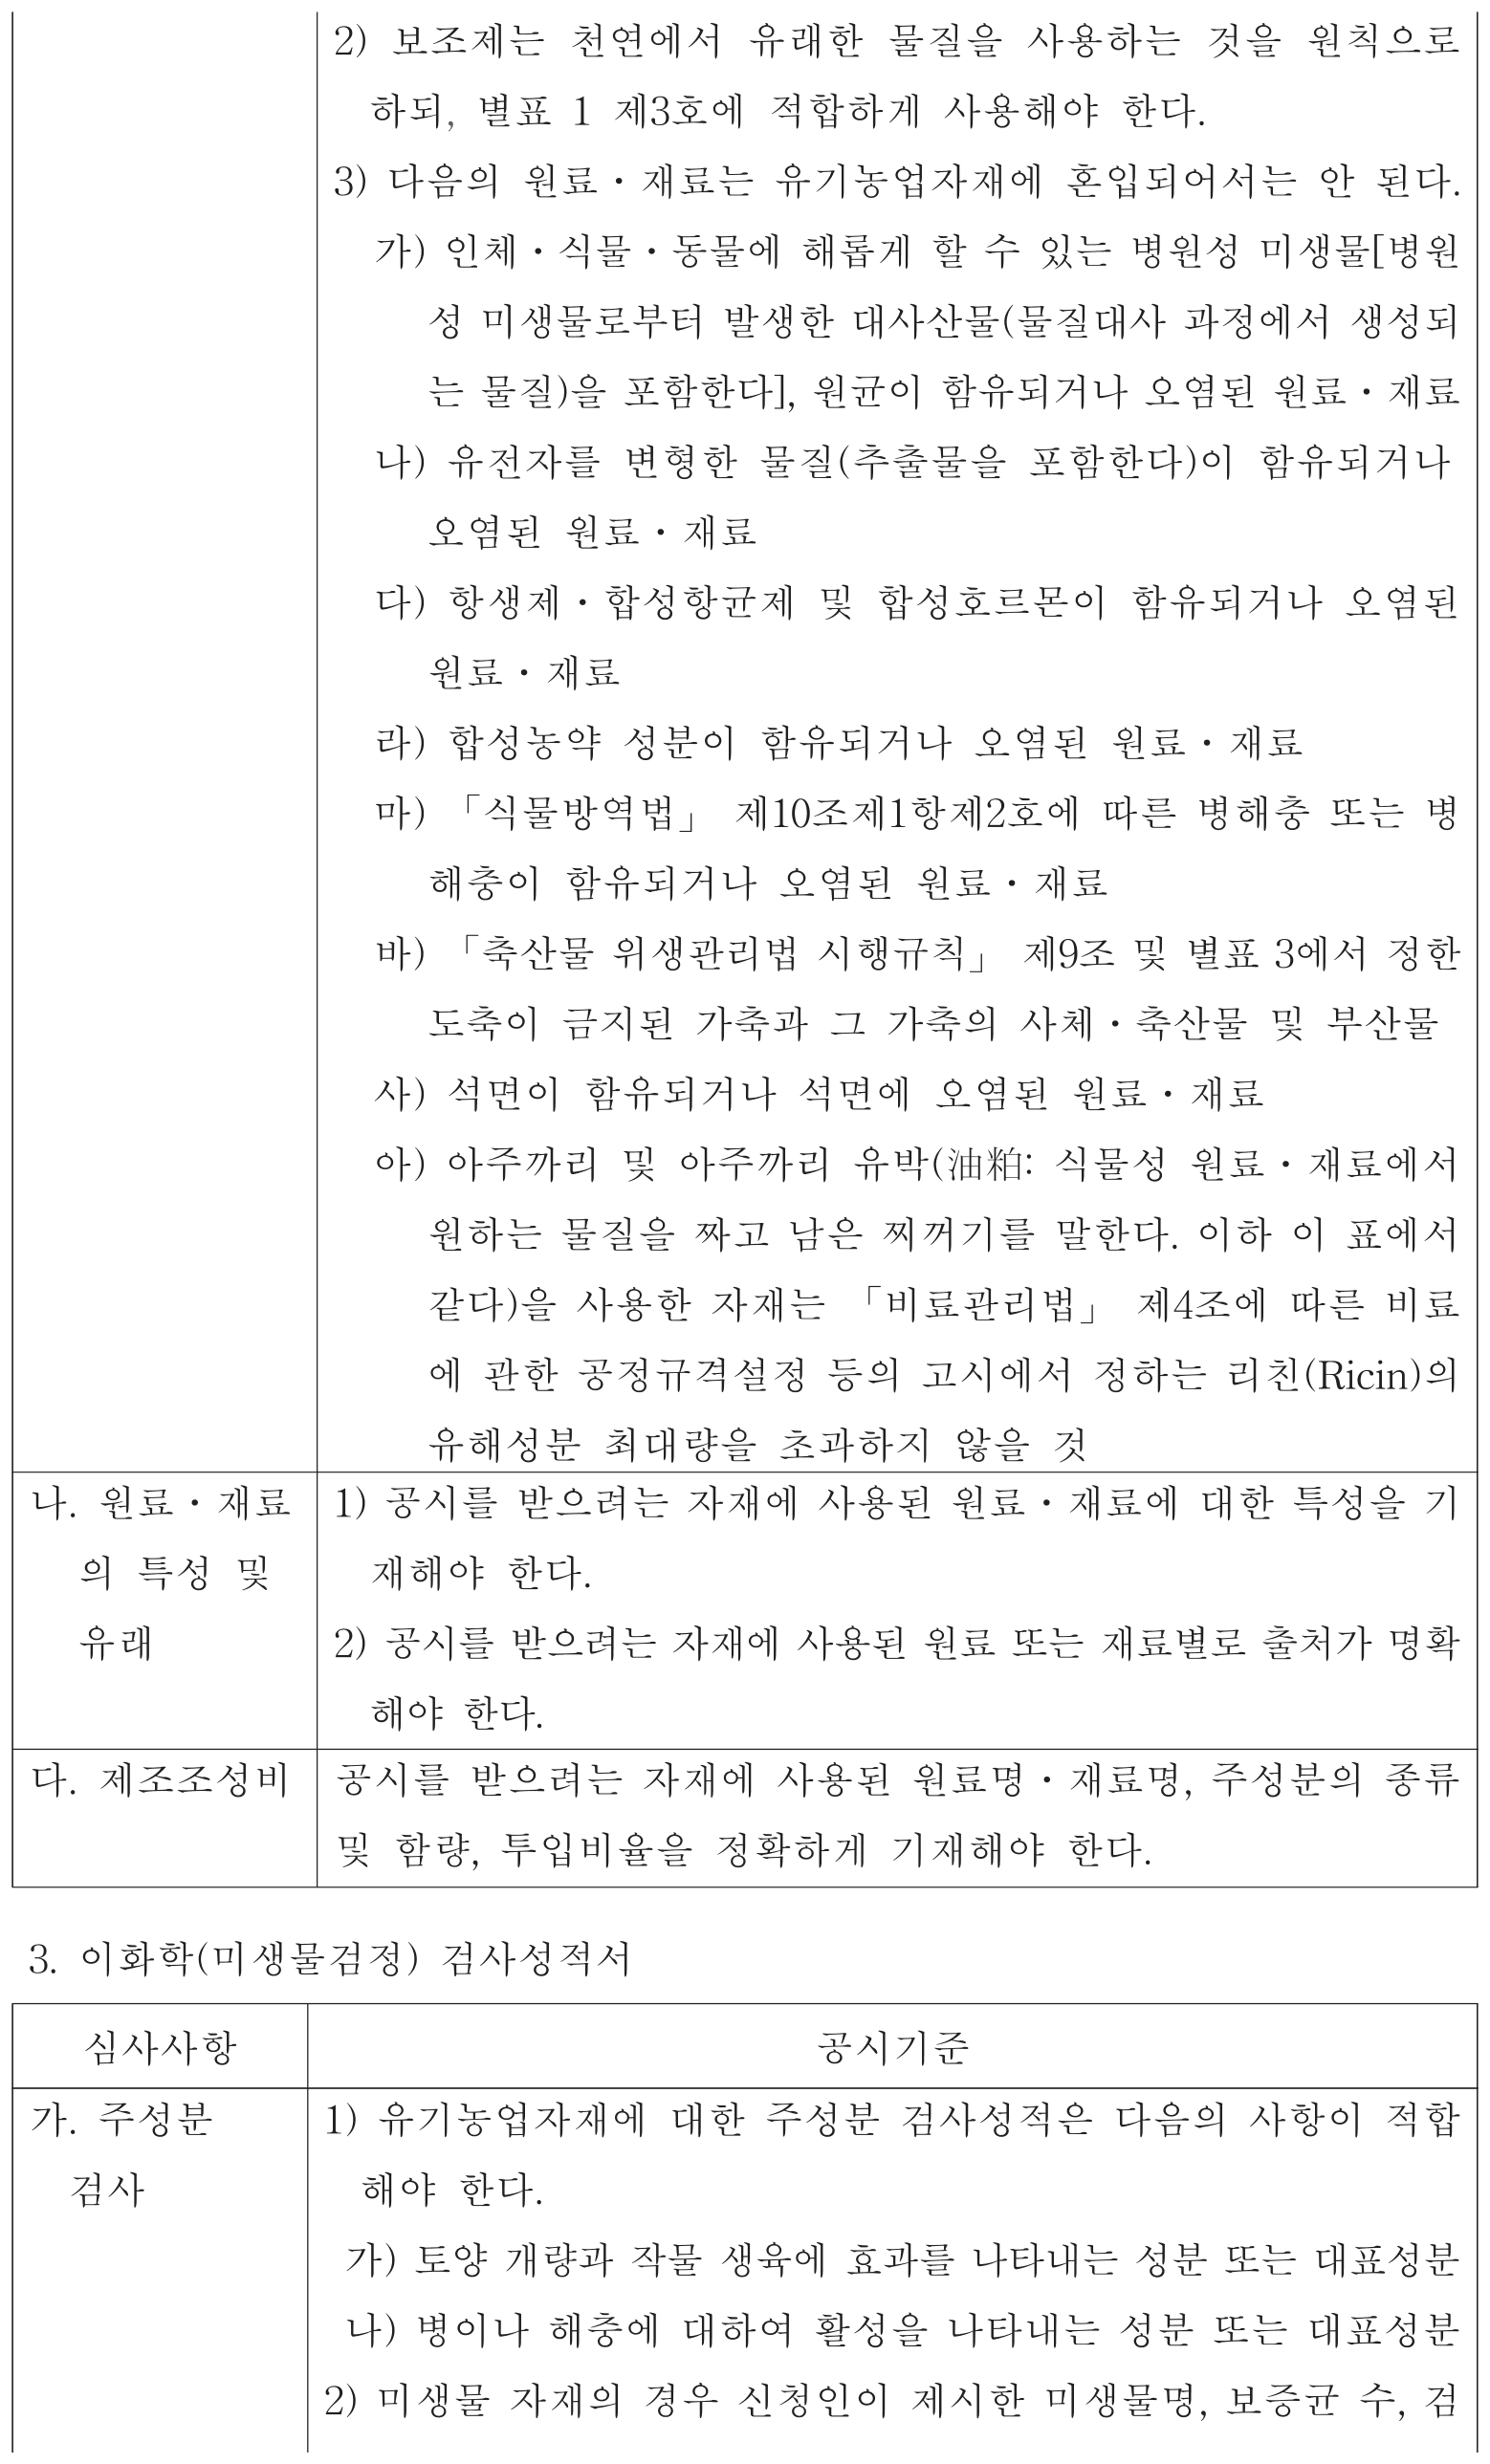 2) 보조제는 천연에서 유래한 물질을 사용하는 것을 원칙으로
하되, 별표 1 제3호에 적합하게 사용해야 한다.
3) 다음의 원료・재료는 유기농업자재에 혼입되어서는 안 된다.
가) 인체・식물・동물에 해롭게 할 수 있는 병원성 미생물[병원
성 미생물로부터 발생한 대사산물(물질대사 과정에서 생성되
는 물질)을 포함한다], 원균이 함유되거나 오염된 원료・재료
나) 유전자를 변형한 물질(추출물을 포함한다)이 함유되거나
오염된 원료・재료
다) 항생제・합성항균제 및 합성호르몬이 함유되거나 오염된
원료・재료
라) 합성농약 성분이 함유되거나 오염된 원료・재료
마) 「식물방역법」 제10조제1항제2호에 따른 병해충 또는 병
해충이 함유되거나 오염된 원료・재료
바) 「축산물 위생관리법 시행규칙」 제9조 및 별표 3에서 정한
도축이 금지된 가축과 그 가축의 사체・축산물 및 부산물
사) 석면이 함유되거나 석면에 오염된 원료・재료
아) 아주까리 및 아주까리 유박(油粕: 식물성 원료・재료에서
원하는 물질을 짜고 남은 찌꺼기를 말한다. 이하 이 표에서
같다)을 사용한 자재는 「비료관리법」 제4조에 따른 비료
에 관한 공정규격설정 등의 고시에서 정하는 리친(Ricin)의
유해성분 최대량을 초과하지 않을 것
나. 원료・재료
의 특성 및
유래
1) 공시를 받으려는 자재에 사용된 원료・재료에 대한 특성을 기
재해야 한다.
2) 공시를 받으려는 자재에 사용된 원료 또는 재료별로 출처가 명확
해야 한다.
다. 제조조성비
공시를 받으려는 자재에 사용된 원료명・재료명, 주성분의 종류
및 함량, 투입비율을 정확하게 기재해야 한다.
3. 이화학(미생물검정) 검사성적서
심사사항
공시기준
가. 주성분
검사
1) 유기농업자재에 대한 주성분 검사성적은 다음의 사항이 적합
해야 한다.
가) 토양 개량과 작물 생육에 효과를 나타내는 성분 또는 대표성분
나) 병이나 해충에 대하여 활성을 나타내는 성분 또는 대표성분
2) 미생물 자재의 경우 신청인이 제시한 미생물명, 보증균 수, 검